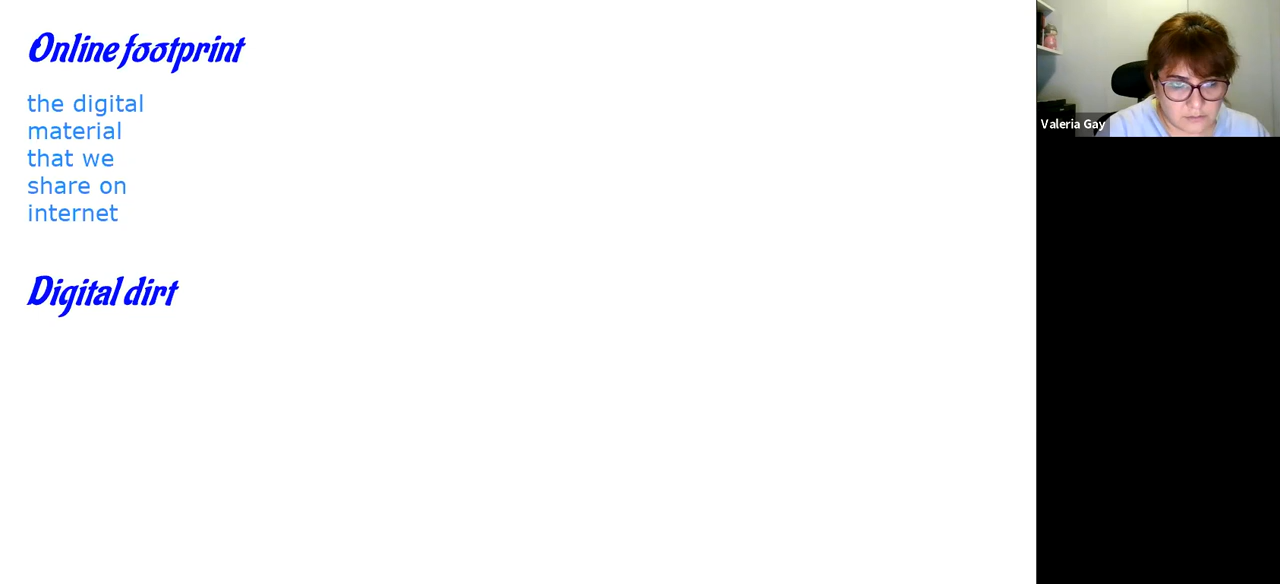 Online footprint
the digital
material
that we
share on
internet
Digital dirt
Valeria Gay